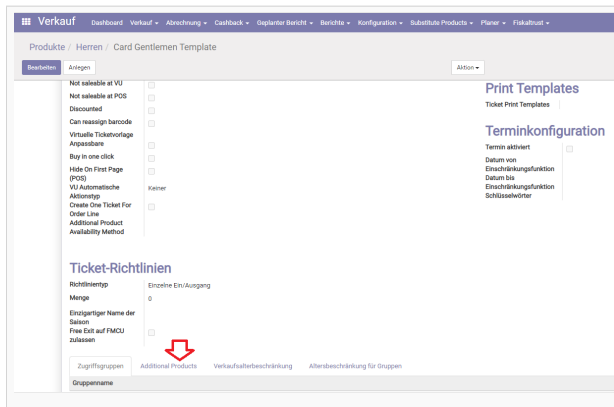 Verkauf Dashboard Verkauf Abrechnung Cashback Geplanter Bericht Berichte Konfiguration Substitute Products Planer Fiskaltrust
Produkte / Herren / Card Gentlemen Template
Bearbeiten Anlegen Aktion
Not saleable at VU
Not saleable at POS
Discounted
Can reassign barcode
Virtuelle Ticketvorlage
Anpassbare
Buy in one click
Hide On First Page
(POS)
VU Automatische Keiner
Aktionstyp
Create One Ticket For
Order Line
Additional Product
Availability Method
Print Templates
Ticket Print Templates
Terminkonfiguration
Termin aktiviert
Datum von
Einschränkungsfunktion
Datum bis
Einschränkungsfunktion
Schlüsselwörter
Ticket-Richtlinien
Richtlinientyp Einzelne Ein/Ausgang
Menge 0
Einzigartiger Name der
Saison
Free Exit auf FMCU
zulassen
Zugriffsgruppen Additional Products Verkaufsalterbeschränkung Altersbeschränkung für Gruppen
Gruppenname